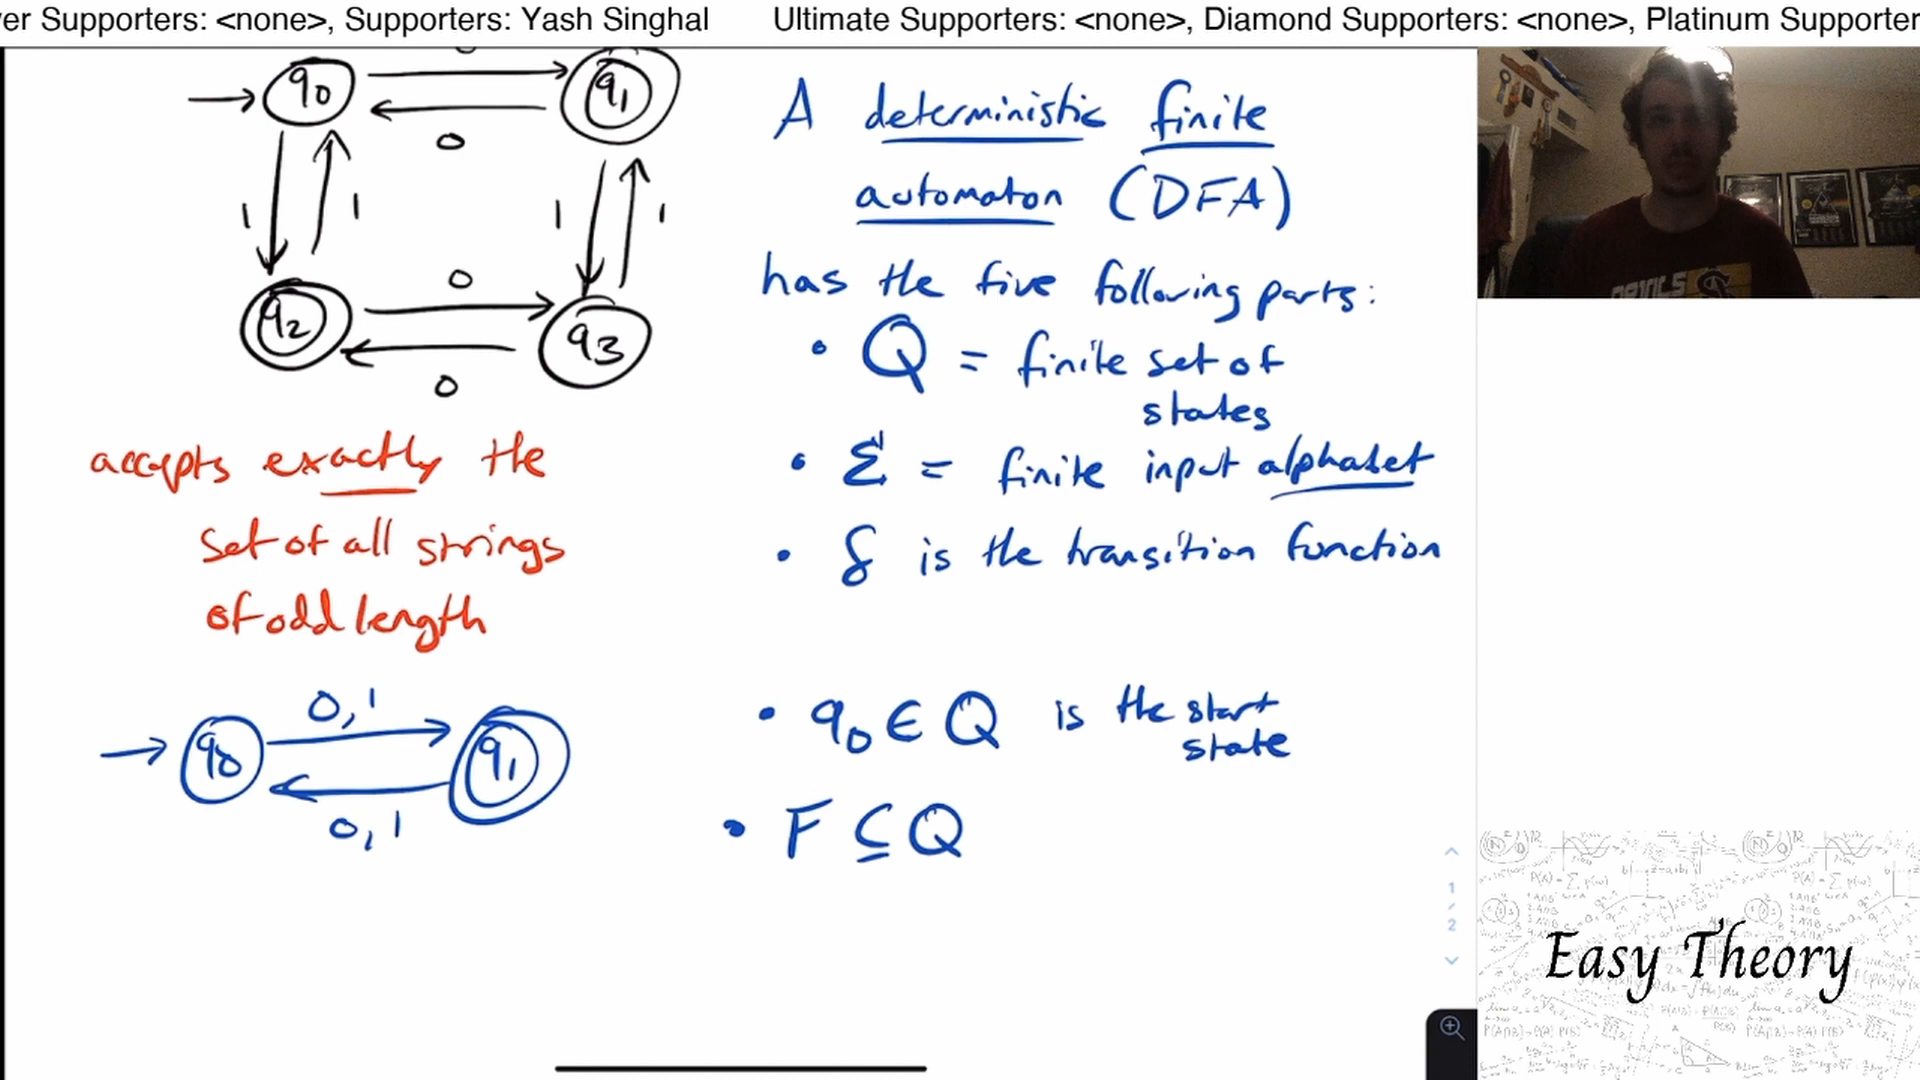 er Supporters: <none>, Supporters: Yash Singhal Ultimate Supporters: <none>, Diamond Supporters: <none>, Platinum Supporter
q0 q1
0
1 1 1 1
0
q2 q3
0
accepts exactly the
set of all strings
of odd length
0, 1
q0 q1
0, 1
A deterministic finite
automaton (DFA)
has the five following parts:
• Q = finite set of
states
• Σ = finite input alphabet
• δ is the transition function
• q0 ∈ Q is the start
state
• F ⊆ Q
1
2
DEVILS
Easy Theory